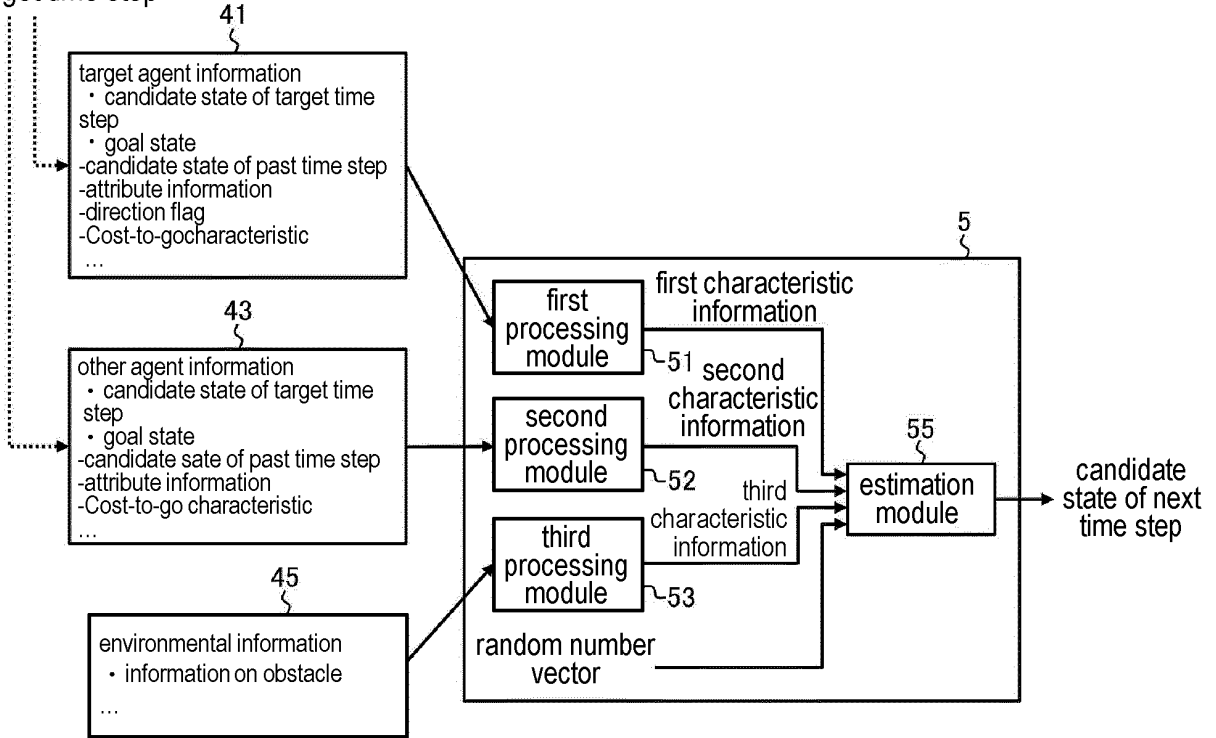 41
target agent information
・ candidate state of target time
step
・ goal state
-candidate state of past time step
-attribute information
-direction flag
-Cost-to-gocharacteristic
...
43
other agent information
・ candidate state of target time
step
・ goal state
-candidate sate of past time step
-attribute information
-Cost-to-go characteristic
...
45
environmental information
・ information on obstacle
...
5
first
processing
module
51
first characteristic
information
second
processing
module
52
second
characteristic
information
third
processing
module
53
third
characteristic
information
random number
vector
55
estimation
module
candidate
state of next
time step